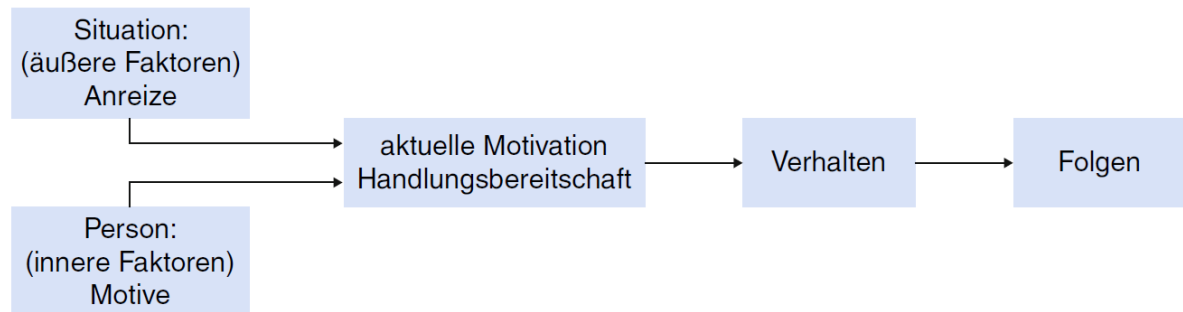 Situation:
(äußere Faktoren)
Anreize
aktuelle Motivation
Handlungsbereitschaft
Verhalten
Folgen
Person:
(innere Faktoren)
Motive